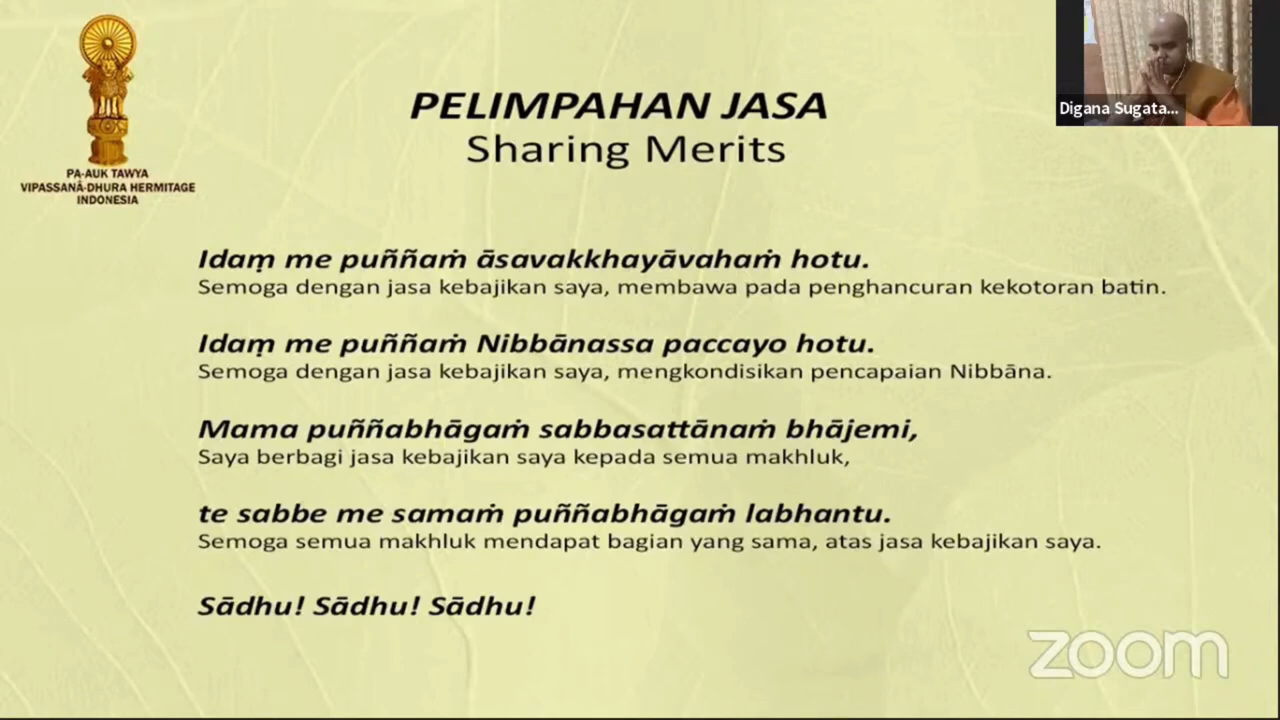 PA-AUK TAWYA
VIPASSANĀ-DHURA HERMITAGE
INDONESIA
Digana Sugata...
PELIMPAHAN JASA
Sharing Merits
Idaṃ me puññaṁ āsavakkhayāvahaṁ hotu.
Semoga dengan jasa kebajikan saya, membawa pada penghancuran kekotoran batin.
Idaṃ me puññaṁ Nibbānassa paccayo hotu.
Semoga dengan jasa kebajikan saya, mengkondisikan pencapaian Nibbāna.
Mama puññabhāgaṁ sabbasattānaṁ bhājemi,
Saya berbagi jasa kebajikan saya kepada semua makhluk,
te sabbe me samaṁ puññabhāgaṁ labhantu.
Semoga semua makhluk mendapat bagian yang sama, atas jasa kebajikan saya.
Sādhu! Sādhu! Sādhu!
zoom